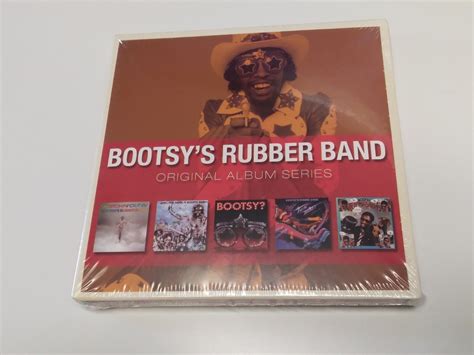 BOOTSY'S RUBBER BAND
ORIGINAL ALBUM SERIES
BOOTSY?